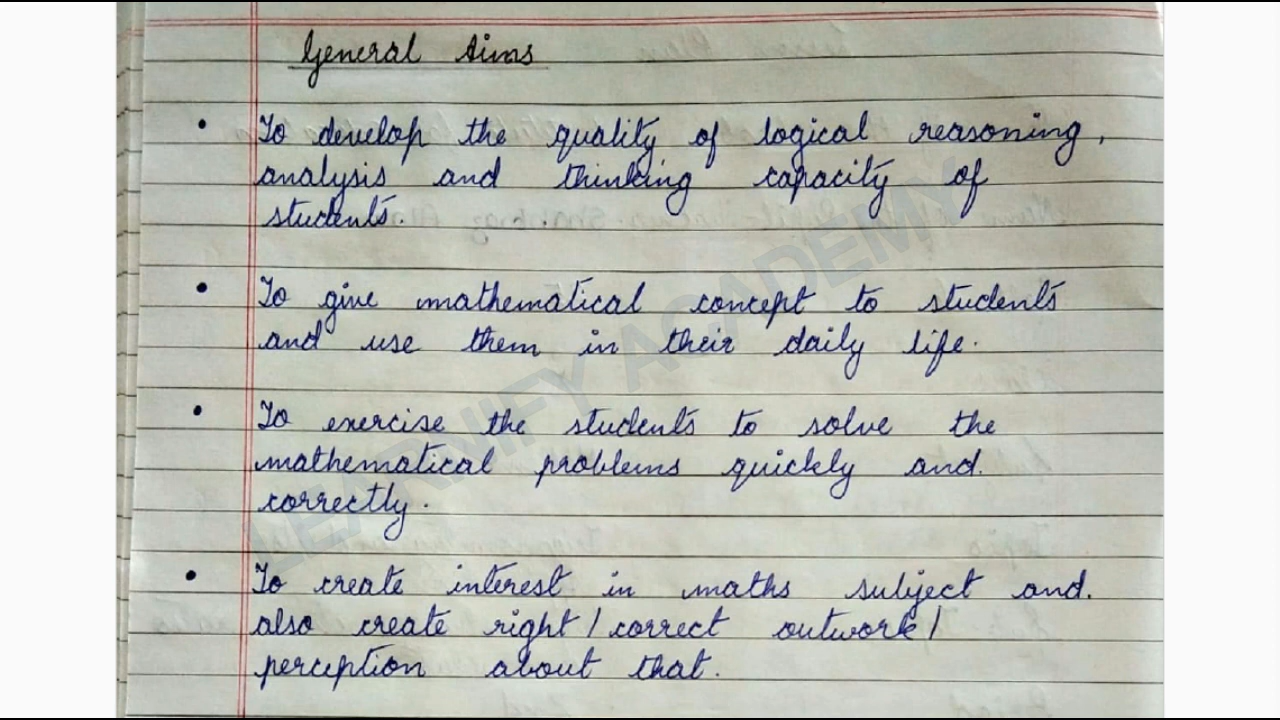 General Aims
• To develop the quality of logical reasoning,
analysis and thinking capacity of
students.
• To give mathematical concept to students
and use them in their daily life.
• To exercise the students to solve the
mathematical problems quickly and.
correctly.
• To create interest in maths subject and.
also create right / correct outwork /
perception about that.
LEARNIFY ACADEMY